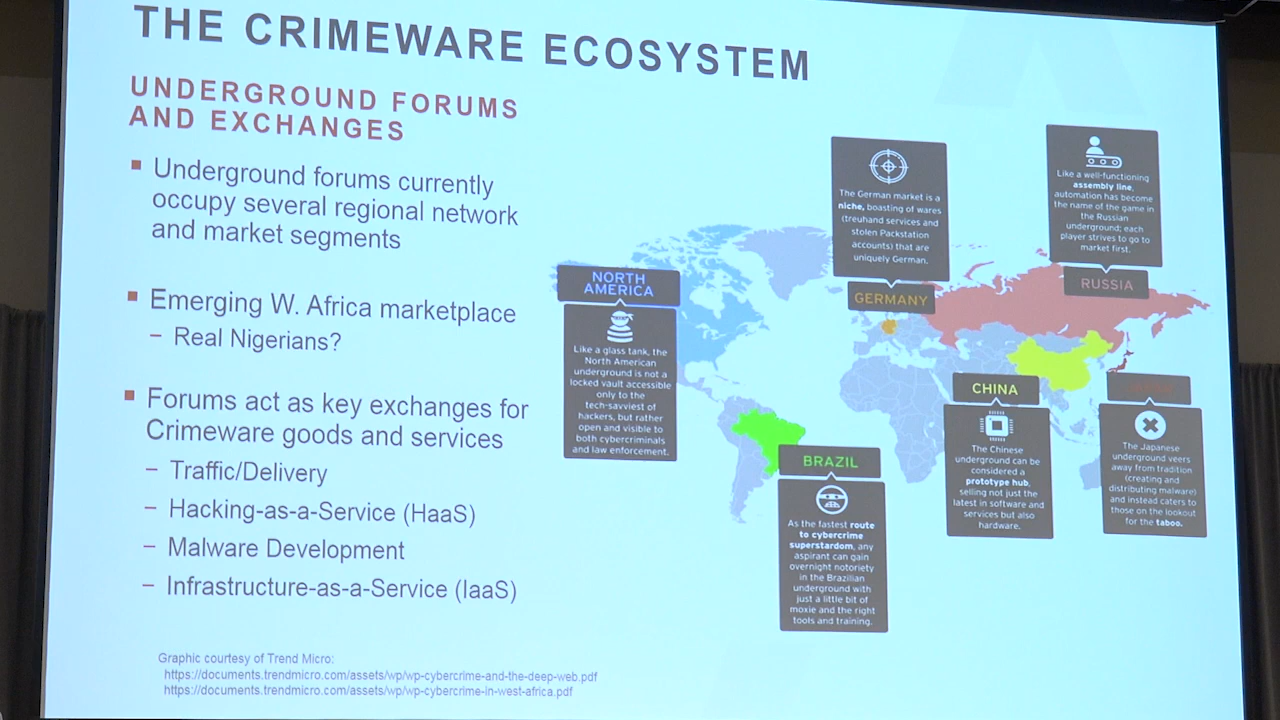 THE CRIMEWARE ECOSYSTEM
UNDERGROUND FORUMS
AND EXCHANGES
▪ Underground forums currently
occupy several regional network
and market segments
▪ Emerging W. Africa marketplace
– Real Nigerians?
▪ Forums act as key exchanges for
Crimeware goods and services
– Traffic/Delivery
– Hacking-as-a-Service (HaaS)
– Malware Development
– Infrastructure-as-a-Service (IaaS)
NORTH
AMERICA
Like a glass tank, the
North American
underground is not a
locked vault accessible
only to the
tech-savviest of
hackers, but rather
open and visible to
both cybercriminals
and law enforcement.
The German market is a
niche, boasting of wares
(treuhand services and
stolen Packstation
accounts) that are
uniquely German.
GERMANY
Like a well-functioning
assembly line,
automation has become
the name of the game in
the Russian
underground; each
player strives to go to
market first.
RUSSIA
BRAZIL
As the fastest route
to cybercrime
superstardom, any
aspirant can gain
overnight notoriety
in the Brazilian
underground with
just a little bit of
moxie and the right
tools and training.
CHINA
The Chinese
underground can be
considered a
prototype hub,
selling not just the
latest in software and
services but also
hardware.
The Japanese
underground veers
away from tradition
(creating and
distributing malware)
and instead caters to
those on the lookout
for the taboo.
Graphic courtesy of Trend Micro:
https://documents.trendmicro.com/assets/wp/wp-cybercrime-and-the-deep-web.pdf
https://documents.trendmicro.com/assets/wp/wp-cybercrime-in-west-africa.pdf